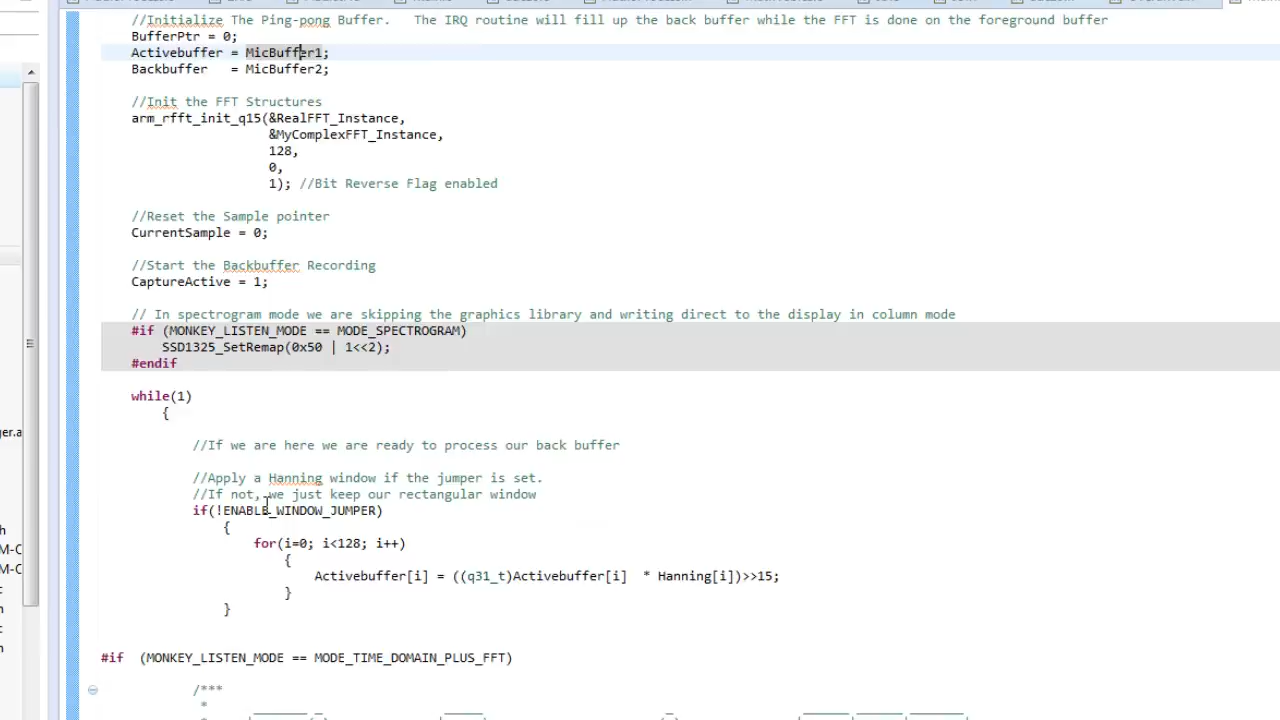 //Initialize The Ping-pong Buffer.   The IRQ routine will fill up the back buffer while the FFT is done on the foreground buffer
BufferPtr = 0;
Activebuffer = MicBuffer1;
Backbuffer   = MicBuffer2;
//Init the FFT Structures
arm_rfft_init_q15(&RealFFT_Instance,
&MyComplexFFT_Instance,
128,
0,
1); //Bit Reverse Flag enabled
//Reset the Sample pointer
CurrentSample = 0;
//Start the Backbuffer Recording
CaptureActive = 1;
// In spectrogram mode we are skipping the graphics library and writing direct to the display in column mode
#if (MONKEY_LISTEN_MODE == MODE_SPECTROGRAM)
SSD1325_SetRemap(0x50 | 1<<2);
#endif
while(1)
{
//If we are here we are ready to process our back buffer
//Apply a Hanning window if the jumper is set.
//If not, we just keep our rectangular window
if(!ENABLE_WINDOW_JUMPER)
{
for(i=0; i<128; i++)
{
Activebuffer[i] = ((q31_t)Activebuffer[i]  * Hanning[i])>>15;
}
}
#if  (MONKEY_LISTEN_MODE == MODE_TIME_DOMAIN_PLUS_FFT)
/***
*
ger.a
h
M-C
M-C
c
n
c
n